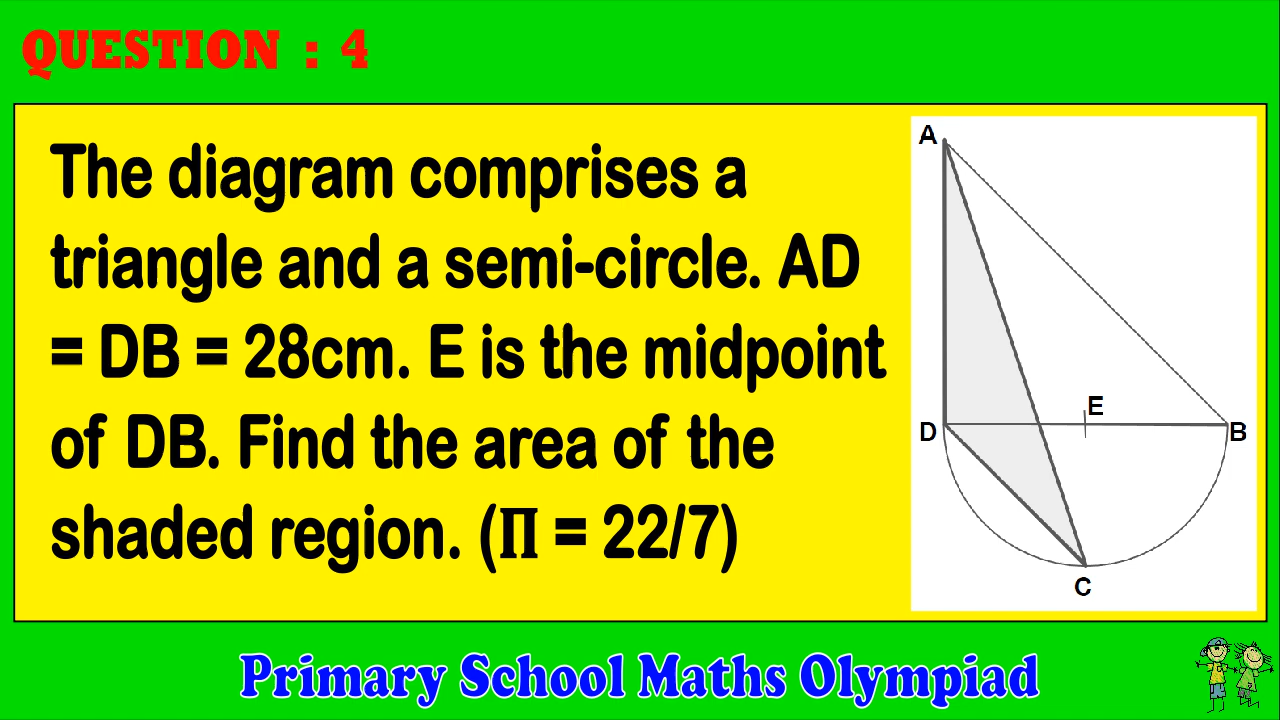 QUESTION : 4
The diagram comprises a
triangle and a semi-circle. AD
= DB = 28cm. E is the midpoint
of DB. Find the area of the
shaded region. (Π = 22/7)
A
E
D
B
C
Primary School Maths Olympiad